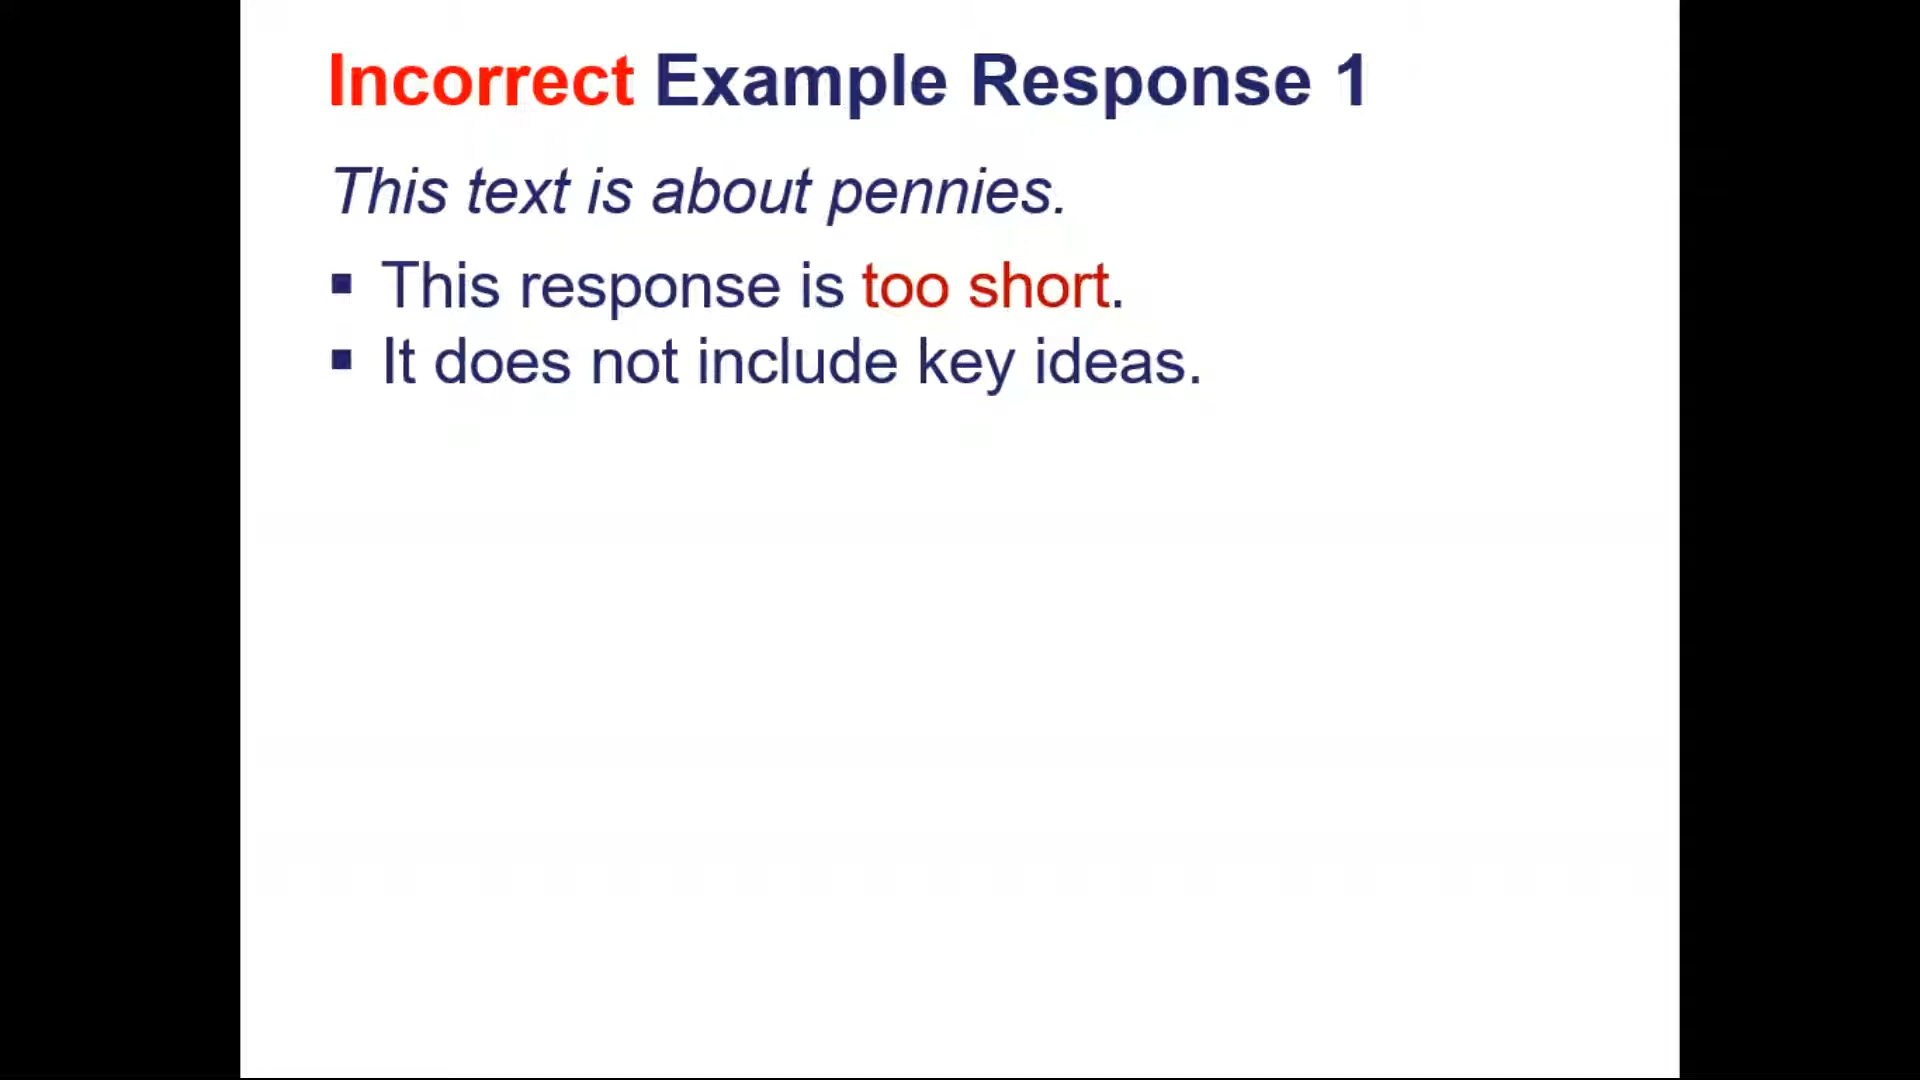 Incorrect Example Response 1
This text is about pennies.
▪ This response is too short.
▪ It does not include key ideas.